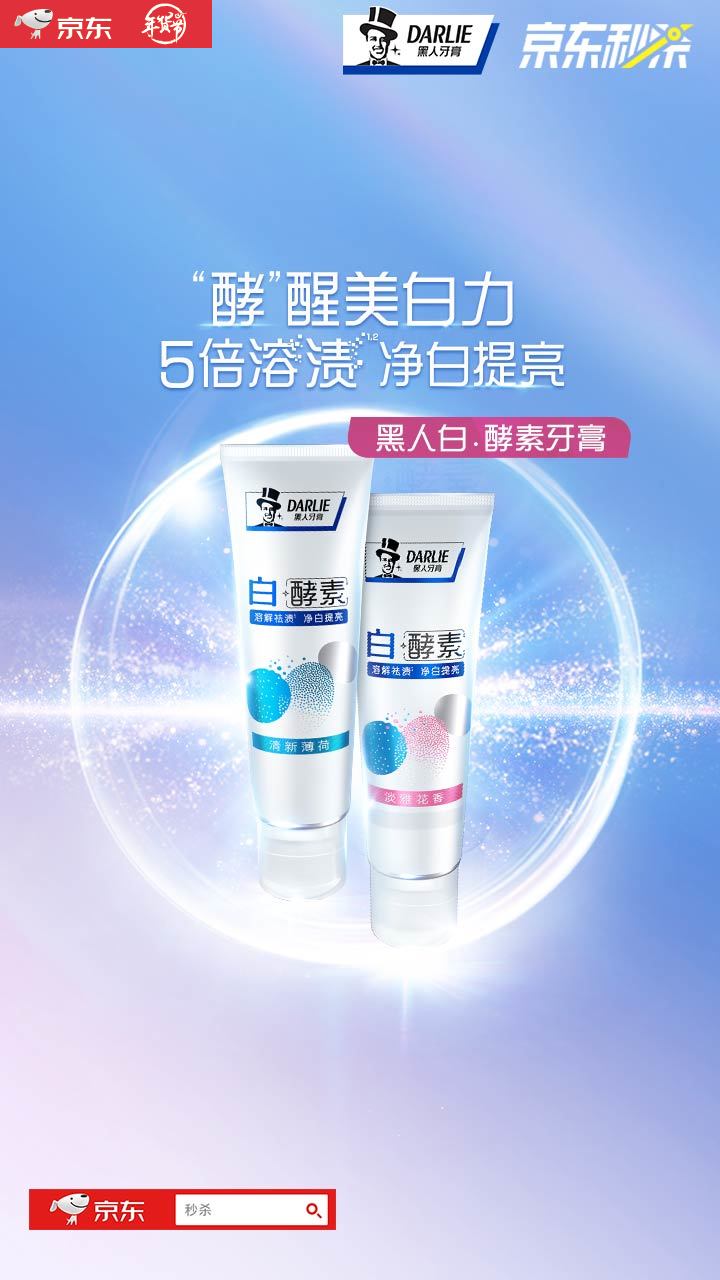 京东 年货节
DARLIE
黑人牙膏
京东秒杀
“酵”醒美白力
5倍溶渍1,2净白提亮
黑人白·酵素牙膏
DARLIE
黑人牙膏
白酵素
溶解祛渍¹ 净白提亮
清新薄荷
DARLIE
黑人牙膏
白酵素
溶解祛渍¹ 净白提亮
淡雅花香
京东 秒杀